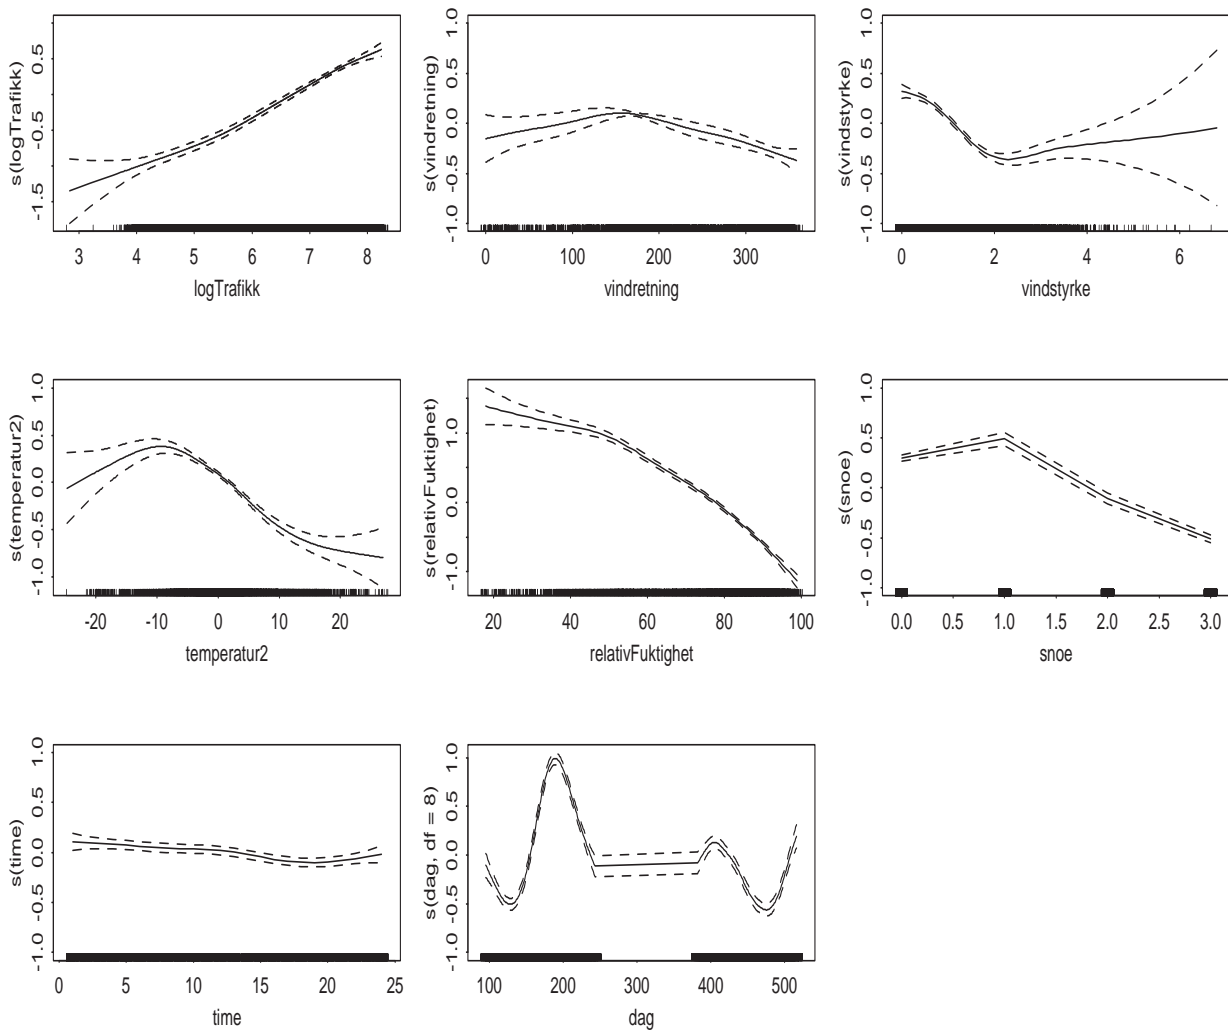 s(logTrafikk)
0.5
-0.5
-1.5
3 4 5 6 7 8
logTrafikk
s(vindretning)
1.0
0.5
0.0
-0.5
-1.0
0 100 200 300
vindretning
s(vindstyrke)
1.0
0.5
0.0
-0.5
-1.0
0 2 4 6
vindstyrke
s(temperatur2)
1.0
0.5
0.0
-0.5
-1.0
-20 -10 0 10 20
temperatur2
s(relativFuktighet)
1.0
0.0
-1.0
20 40 60 80 100
relativFuktighet
s(snoe)
1.0
0.5
0.0
-0.5
-1.0
0.0 0.5 1.0 1.5 2.0 2.5 3.0
snoe
s(time)
1.0
0.5
0.0
-0.5
-1.0
0 5 10 15 20 25
time
s(dag, df = 8)
1.0
0.5
0.0
-0.5
-1.0
100 200 300 400 500
dag